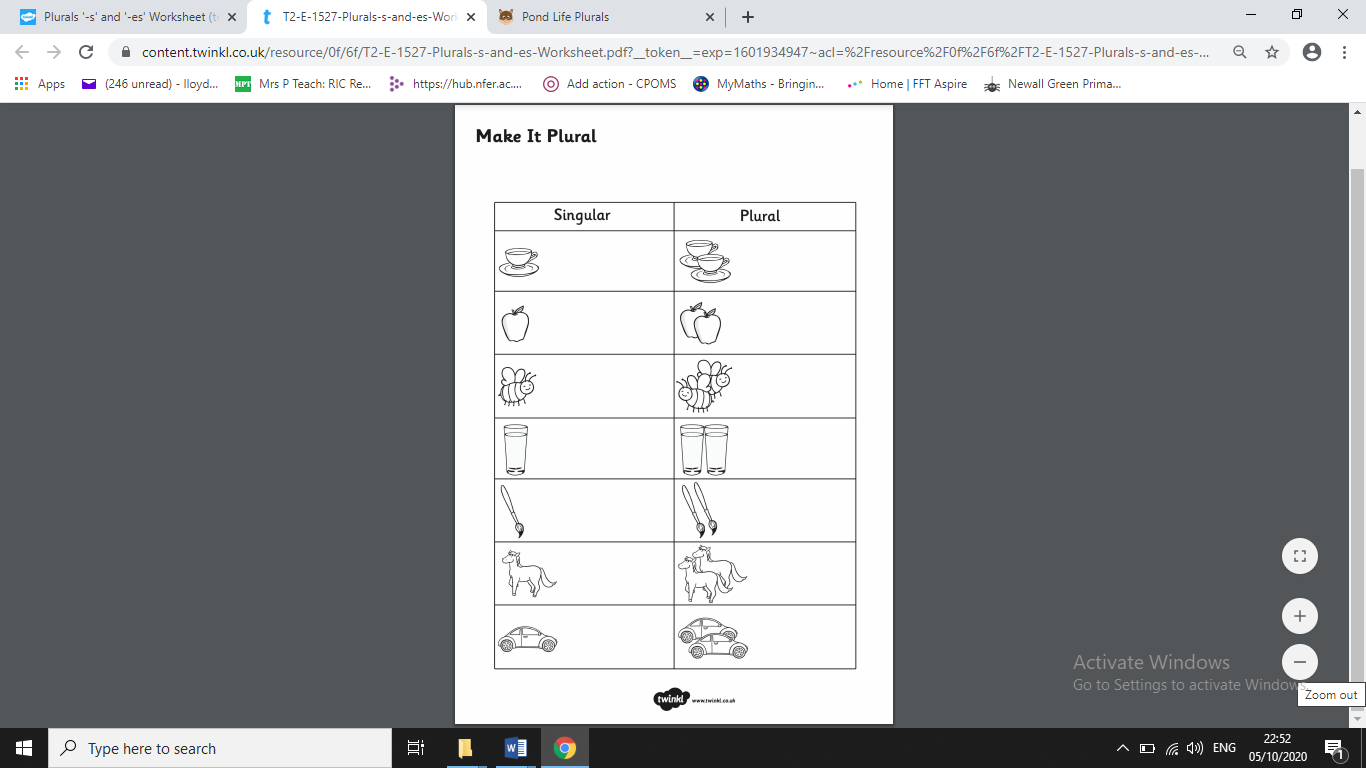 Plurals '-s' and '-es' Worksheet (t
T2-E-1527-Plurals-s-and-es-Work
Pond Life Plurals
content.twinkl.co.uk/resource/0f/6f/T2-E-1527-Plurals-s-and-es-Worksheet.pdf?__token__=exp=1601934947~acl=%2Fresource%2F0f%2F6f%2FT2-E-1527-Plurals-s-and-es-...
Apps
(246 unread) - lloyd...
MPT Mrs P Teach: RIC Re...
https://hub.nfer.ac....
Add action - CPOMS
MyMaths - Bringin...
Home | FFT Aspire
Newall Green Prima...
Make It Plural
Singular Plural
twinkl www.twinkl.co.uk
Activate Windows
Go to Settings to activate Windows.
Zoom out
Type here to search
ENG
22:52
05/10/2020
1